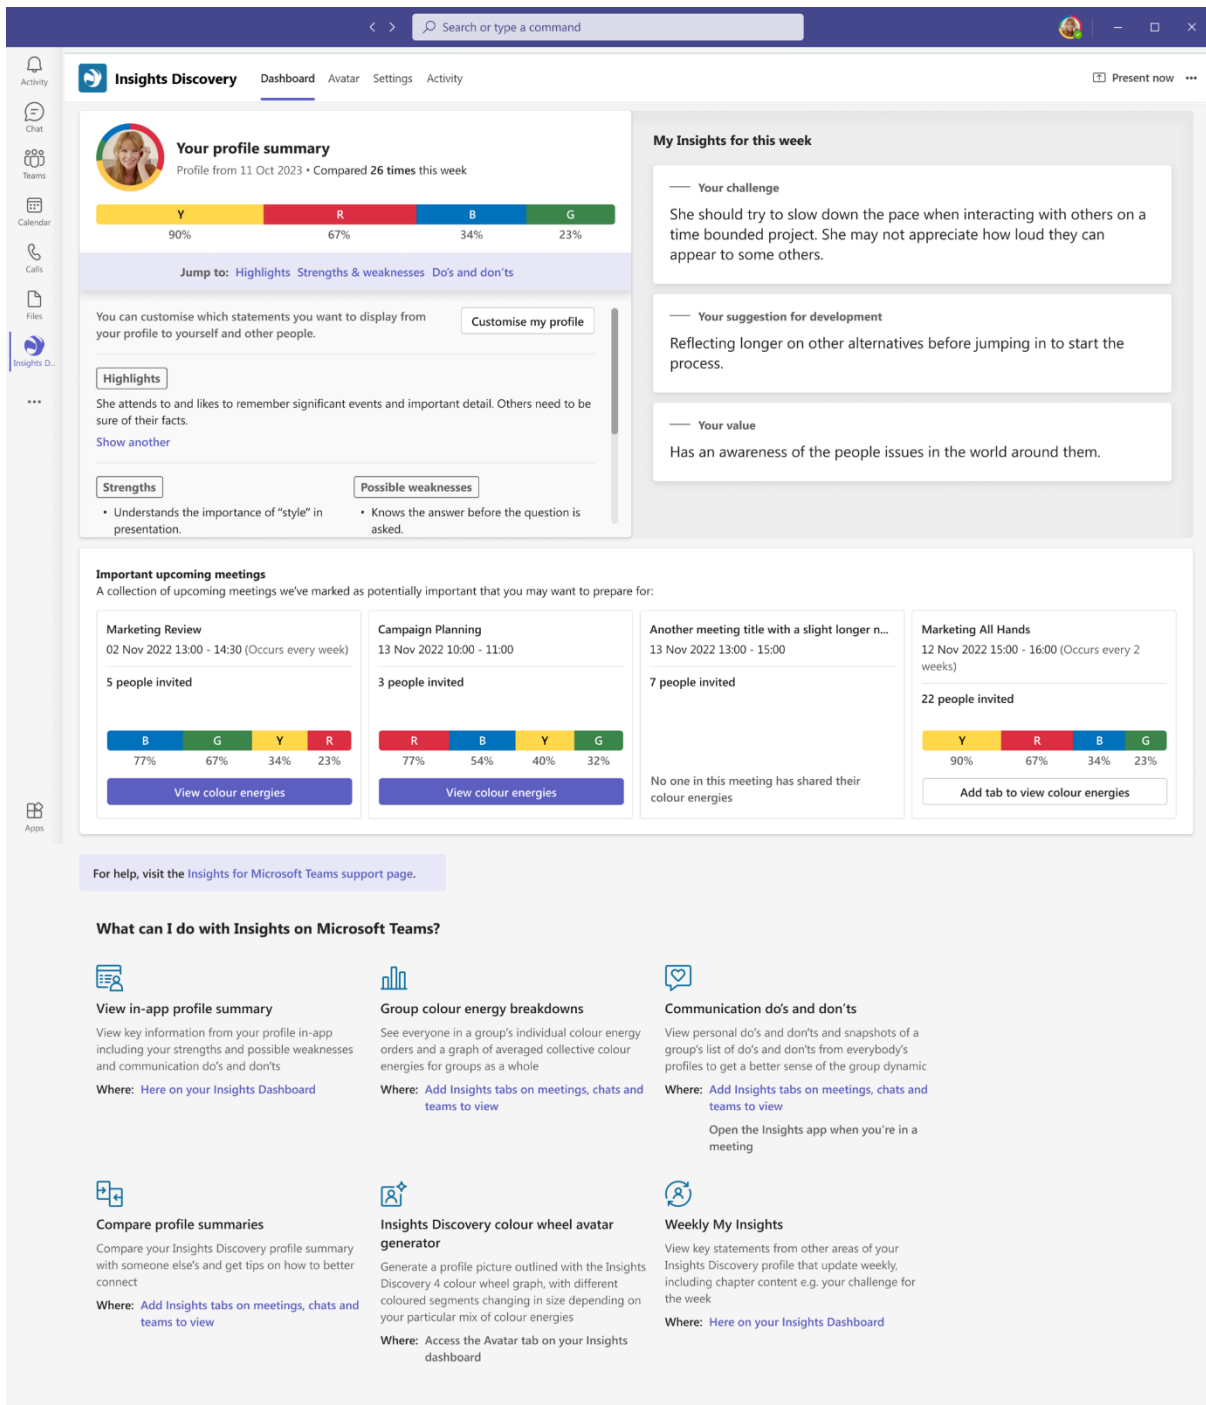 Search or type a command
Activity
Chat
Teams
Calendar
Calls
Files
Insights D...
Apps
Insights Discovery
Dashboard Avatar Settings Activity
Present now
Your profile summary
Profile from 11 Oct 2023 • Compared 26 times this week
Y R B G
90% 67% 34% 23%
Jump to: Highlights Strengths & weaknesses Do's and don'ts
You can customise which statements you want to display from
your profile to yourself and other people.
Customise my profile
Highlights
She attends to and likes to remember significant events and important detail. Others need to be
sure of their facts.
Show another
Strengths
• Understands the importance of "style" in
presentation.
Possible weaknesses
• Knows the answer before the question is
asked.
My Insights for this week
Your challenge
She should try to slow down the pace when interacting with others on a
time bounded project. She may not appreciate how loud they can
appear to some others.
Your suggestion for development
Reflecting longer on other alternatives before jumping in to start the
process.
Your value
Has an awareness of the people issues in the world around them.
Important upcoming meetings
A collection of upcoming meetings we've marked as potentially important that you may want to prepare for:
Marketing Review
02 Nov 2022 13:00 - 14:30 (Occurs every week)
5 people invited
B G Y R
77% 67% 34% 23%
View colour energies
Campaign Planning
13 Nov 2022 10:00 - 11:00
3 people invited
R B Y G
77% 54% 40% 32%
View colour energies
Another meeting title with a slight longer n...
13 Nov 2022 13:00 - 15:00
7 people invited
No one in this meeting has shared their
colour energies
Marketing All Hands
12 Nov 2022 15:00 - 16:00 (Occurs every 2
weeks)
22 people invited
Y R B G
90% 67% 34% 23%
Add tab to view colour energies
For help, visit the Insights for Microsoft Teams support page.
What can I do with Insights on Microsoft Teams?
View in-app profile summary
View key information from your profile in-app
including your strengths and possible weaknesses
and communication do's and don'ts
Where: Here on your Insights Dashboard
Group colour energy breakdowns
See everyone in a group's individual colour energy
orders and a graph of averaged collective colour
energies for groups as a whole
Where: Add Insights tabs on meetings, chats and
teams to view
Communication do's and don'ts
View personal do's and don'ts and snapshots of a
group's list of do's and don'ts from everybody's
profiles to get a better sense of the group dynamic
Where: Add Insights tabs on meetings, chats and
teams to view
Open the Insights app when you're in a
meeting
Compare profile summaries
Compare your Insights Discovery profile summary
with someone else's and get tips on how to better
connect
Where: Add Insights tabs on meetings, chats and
teams to view
Insights Discovery colour wheel avatar
generator
Generate a profile picture outlined with the Insights
Discovery 4 colour wheel graph, with different
coloured segments changing in size depending on
your particular mix of colour energies
Where: Access the Avatar tab on your Insights
dashboard
Weekly My Insights
View key statements from other areas of your
Insights Discovery profile that update weekly,
including chapter content e.g. your challenge for
the week
Where: Here on your Insights Dashboard